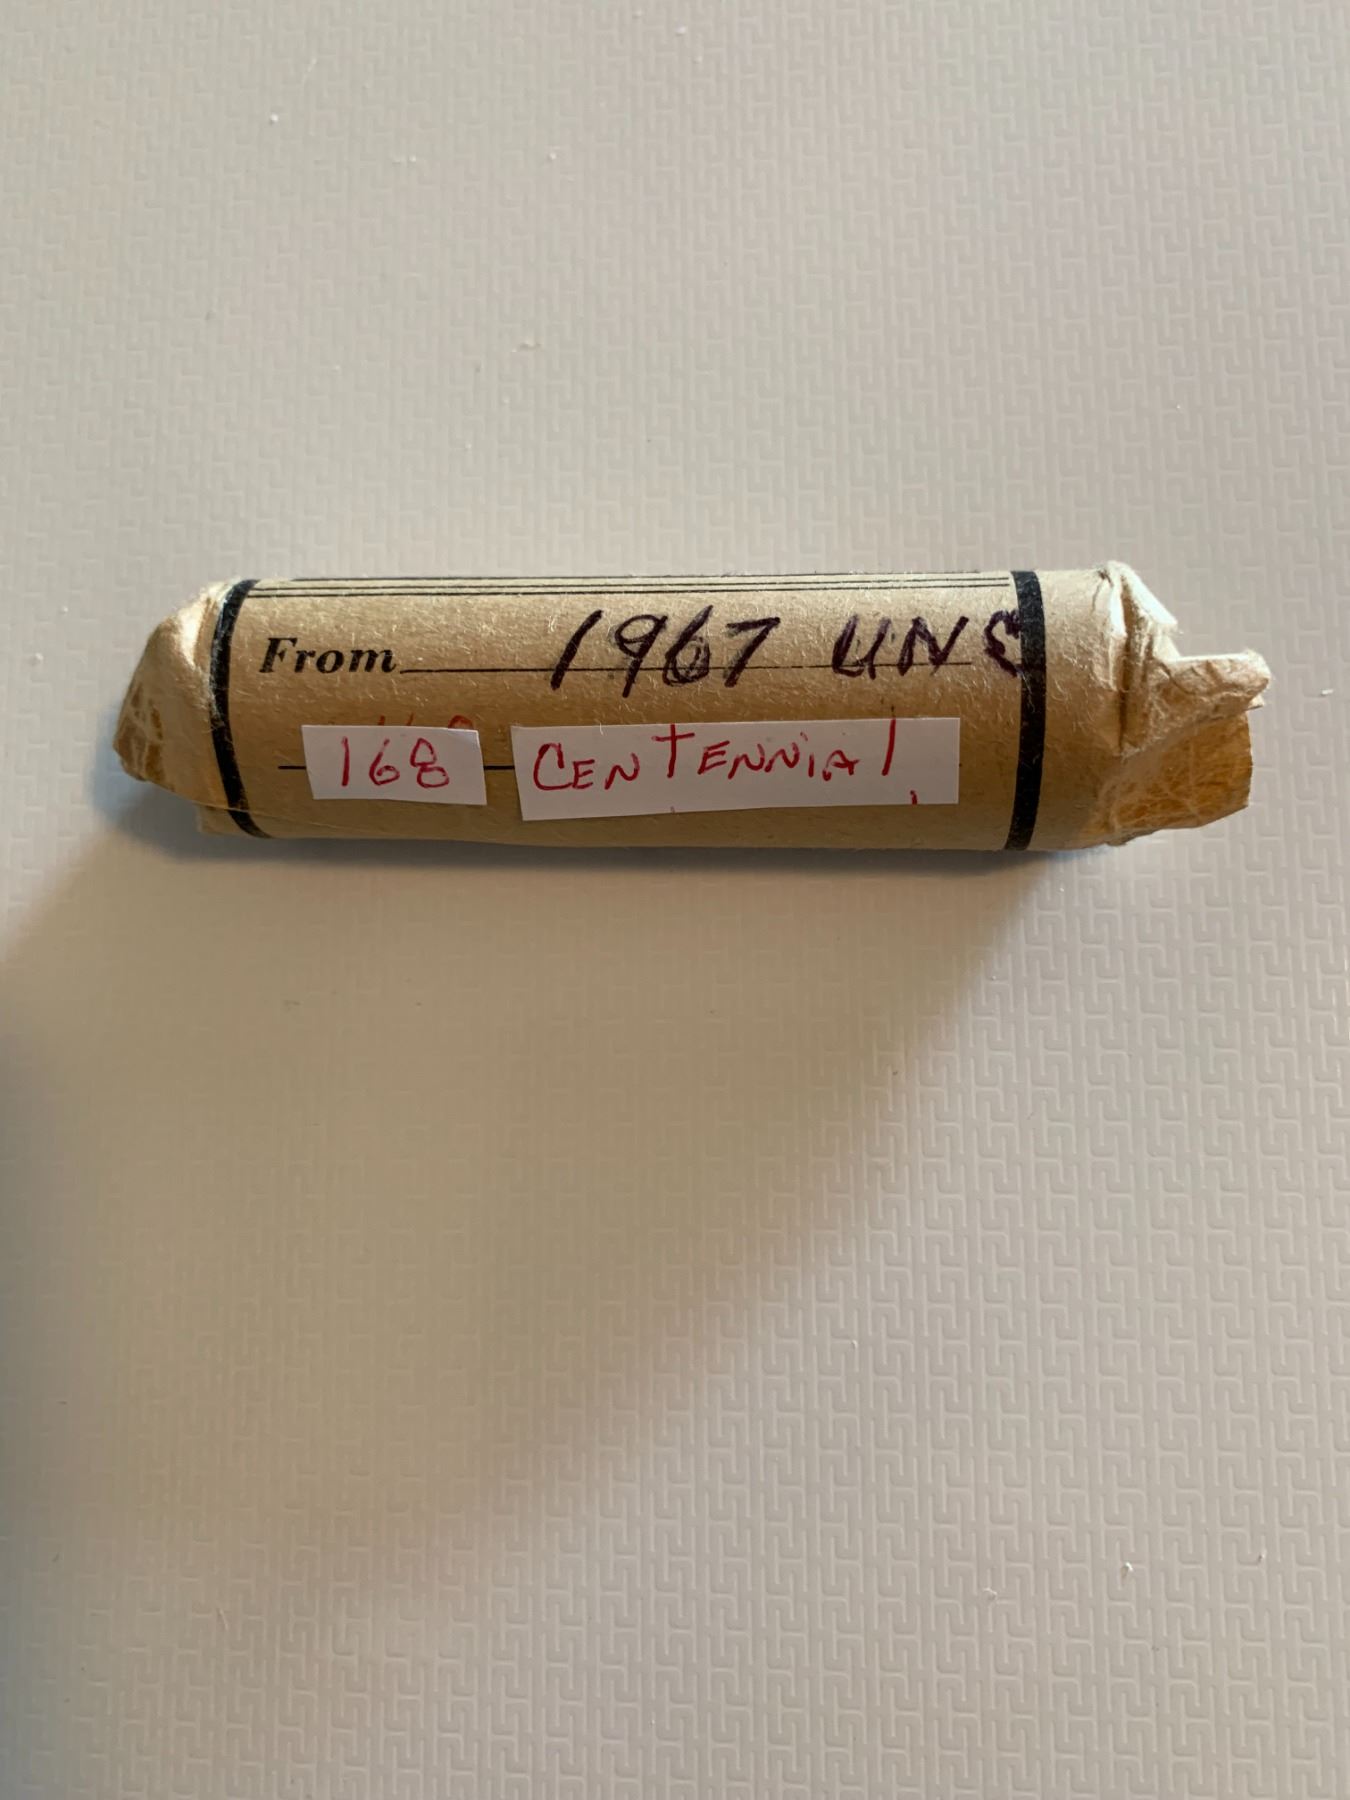 From 1967 UNC
168 CENTENNIAL